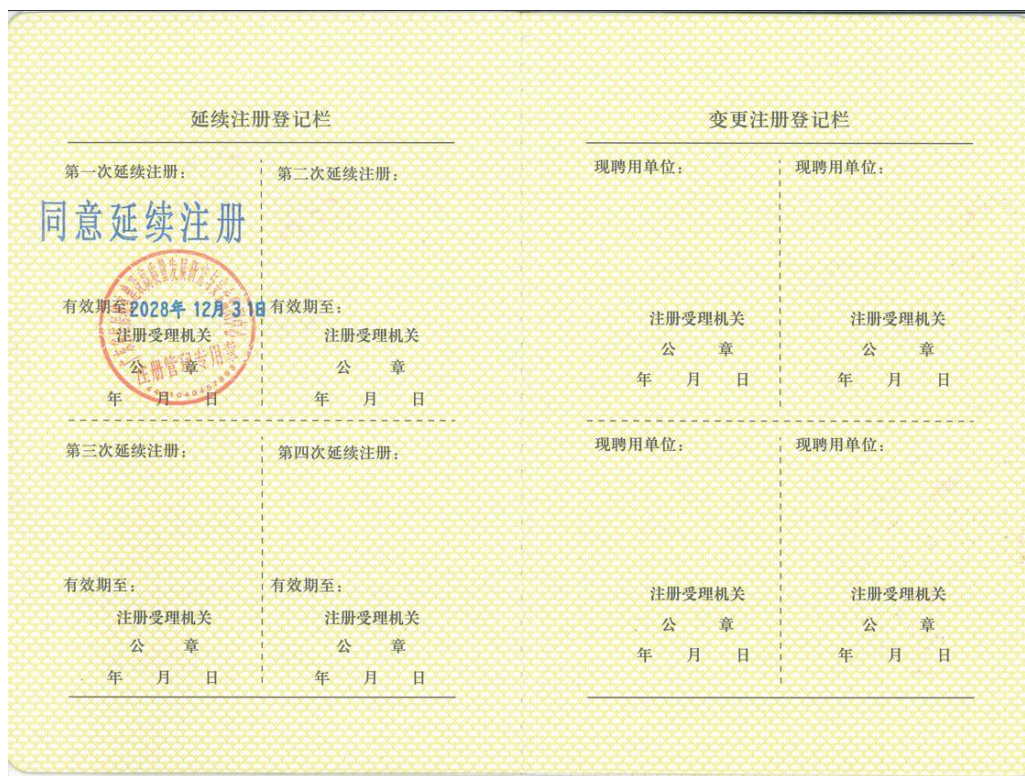 延续注册登记栏
第一次延续注册:
同意延续注册
有效期至2028年 12月 31日
注册受理机关
公 章
注册管理专用章
年 月 日
第二次延续注册:
有效期至:
注册受理机关
公 章
年 月 日
第三次延续注册:
有效期至:
注册受理机关
公 章
年 月 日
第四次延续注册:
有效期至:
注册受理机关
公 章
年 月 日
变更注册登记栏
现聘用单位:
注册受理机关
公 章
年 月 日
现聘用单位:
注册受理机关
公 章
年 月 日
现聘用单位:
注册受理机关
公 章
年 月 日
现聘用单位:
注册受理机关
公 章
年 月 日